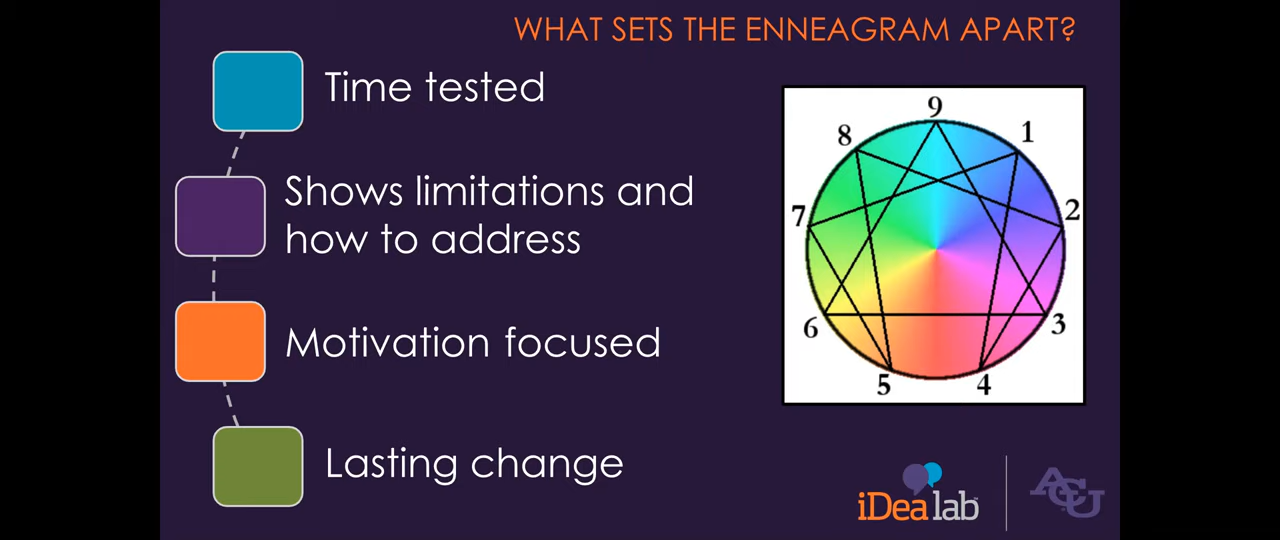 WHAT SETS THE ENNEAGRAM APART?
Time tested
Shows limitations and
how to address
Motivation focused
Lasting change
9
8
1
7
2
6
3
5
4
iDea lab
ACU